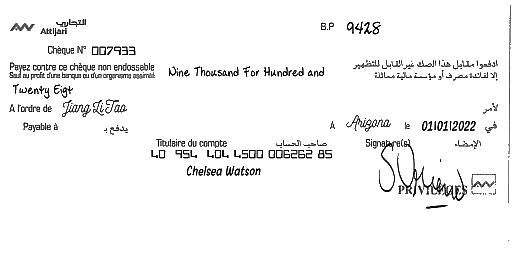 التجاري
Attijari
B.P 9428
Chèque N° 007933
Payez contre ce chèque non endossable
Sauf au profit d'une banque ou d'un organisme assimilé
ادفعوا مقابل هذا الصك غير القابل للتظهير
إلا لفائدة مصرف أو مؤسسة مالية مماثلة
Nine Thousand For Hundred and
Twenty Eigt
A l'ordre de Jiang Li Tao لأمر
Payable à يدفع بـ
A Arizona le 01/01/2022 في
Titulaire du compte صاحب الحساب
Signature(s) الإمضاء
40 954 404 4500 006262 85
Chelsea Watson
PRIVILEGES